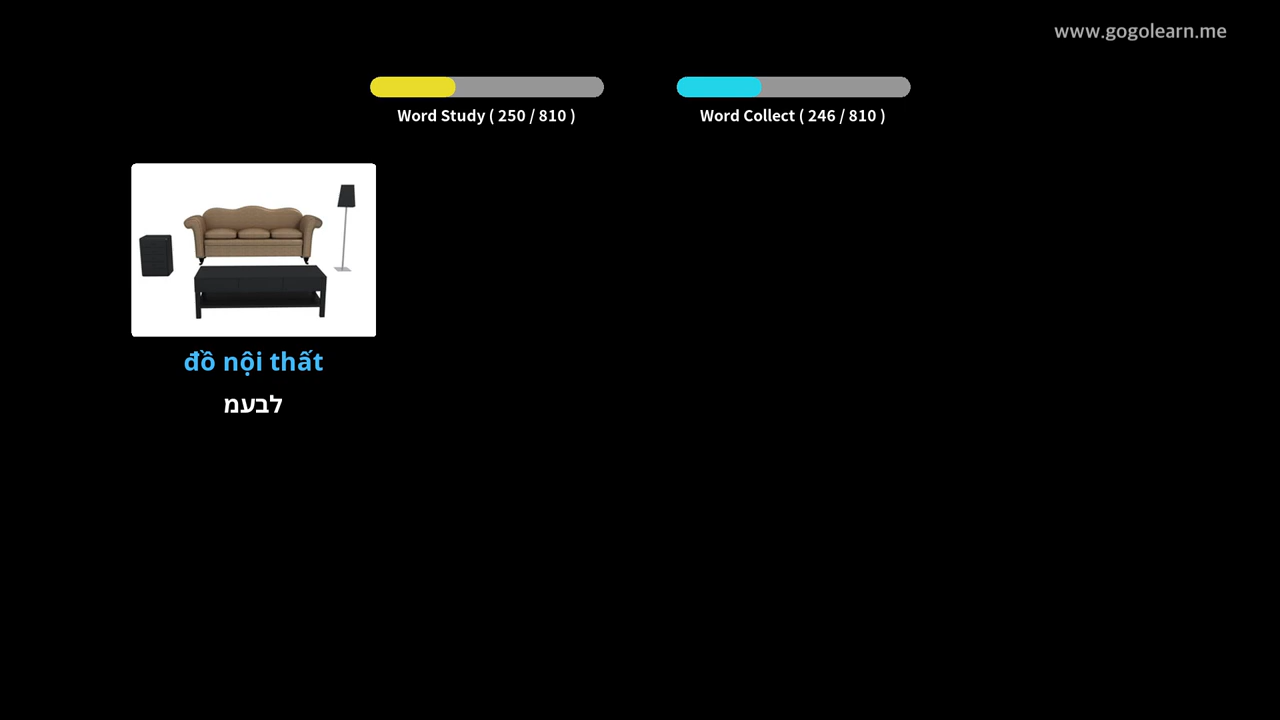 www.gogolearn.me
Word Study ( 250 / 810 )
Word Collect ( 246 / 810 )
đồ nội thất
לבעמ